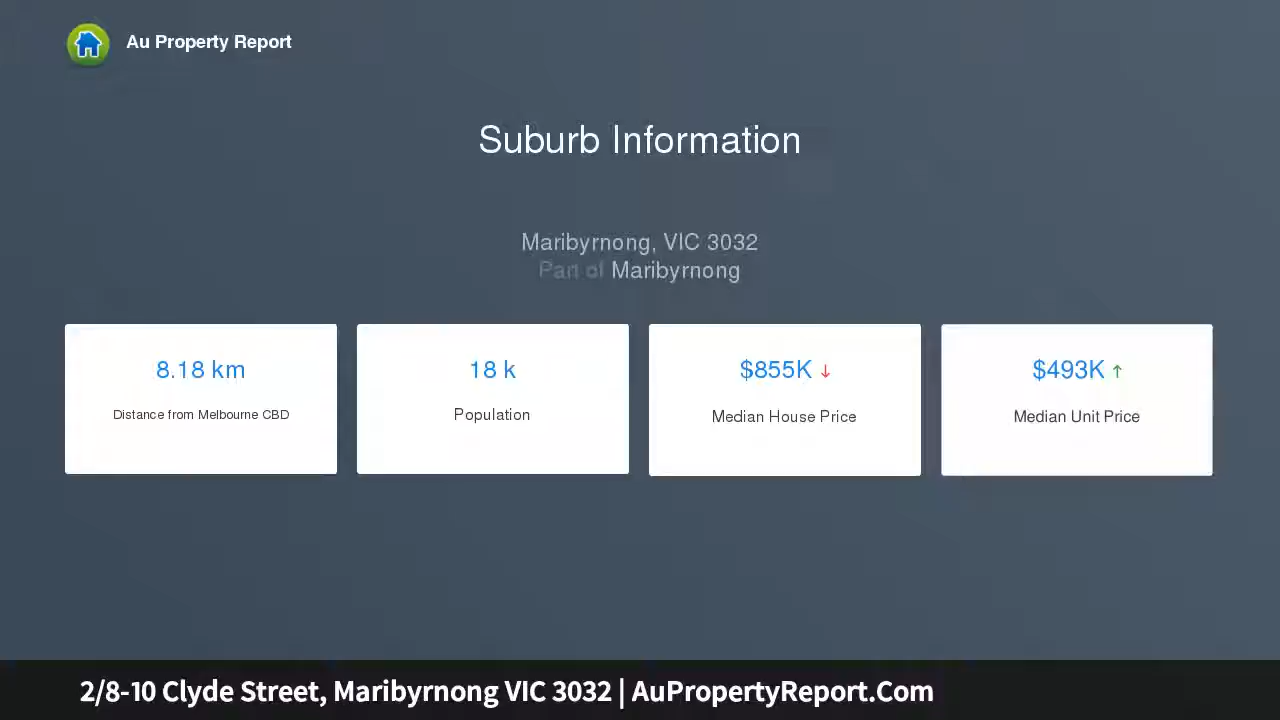 Au Property Report
Suburb Information
Maribyrnong, VIC 3032
Part of Maribyrnong
8.18 km
Distance from Melbourne CBD
18 k
Population
$855K ↓
Median House Price
$493K ↑
Median Unit Price
2/8-10 Clyde Street, Maribyrnong VIC 3032 | AuPropertyReport.Com